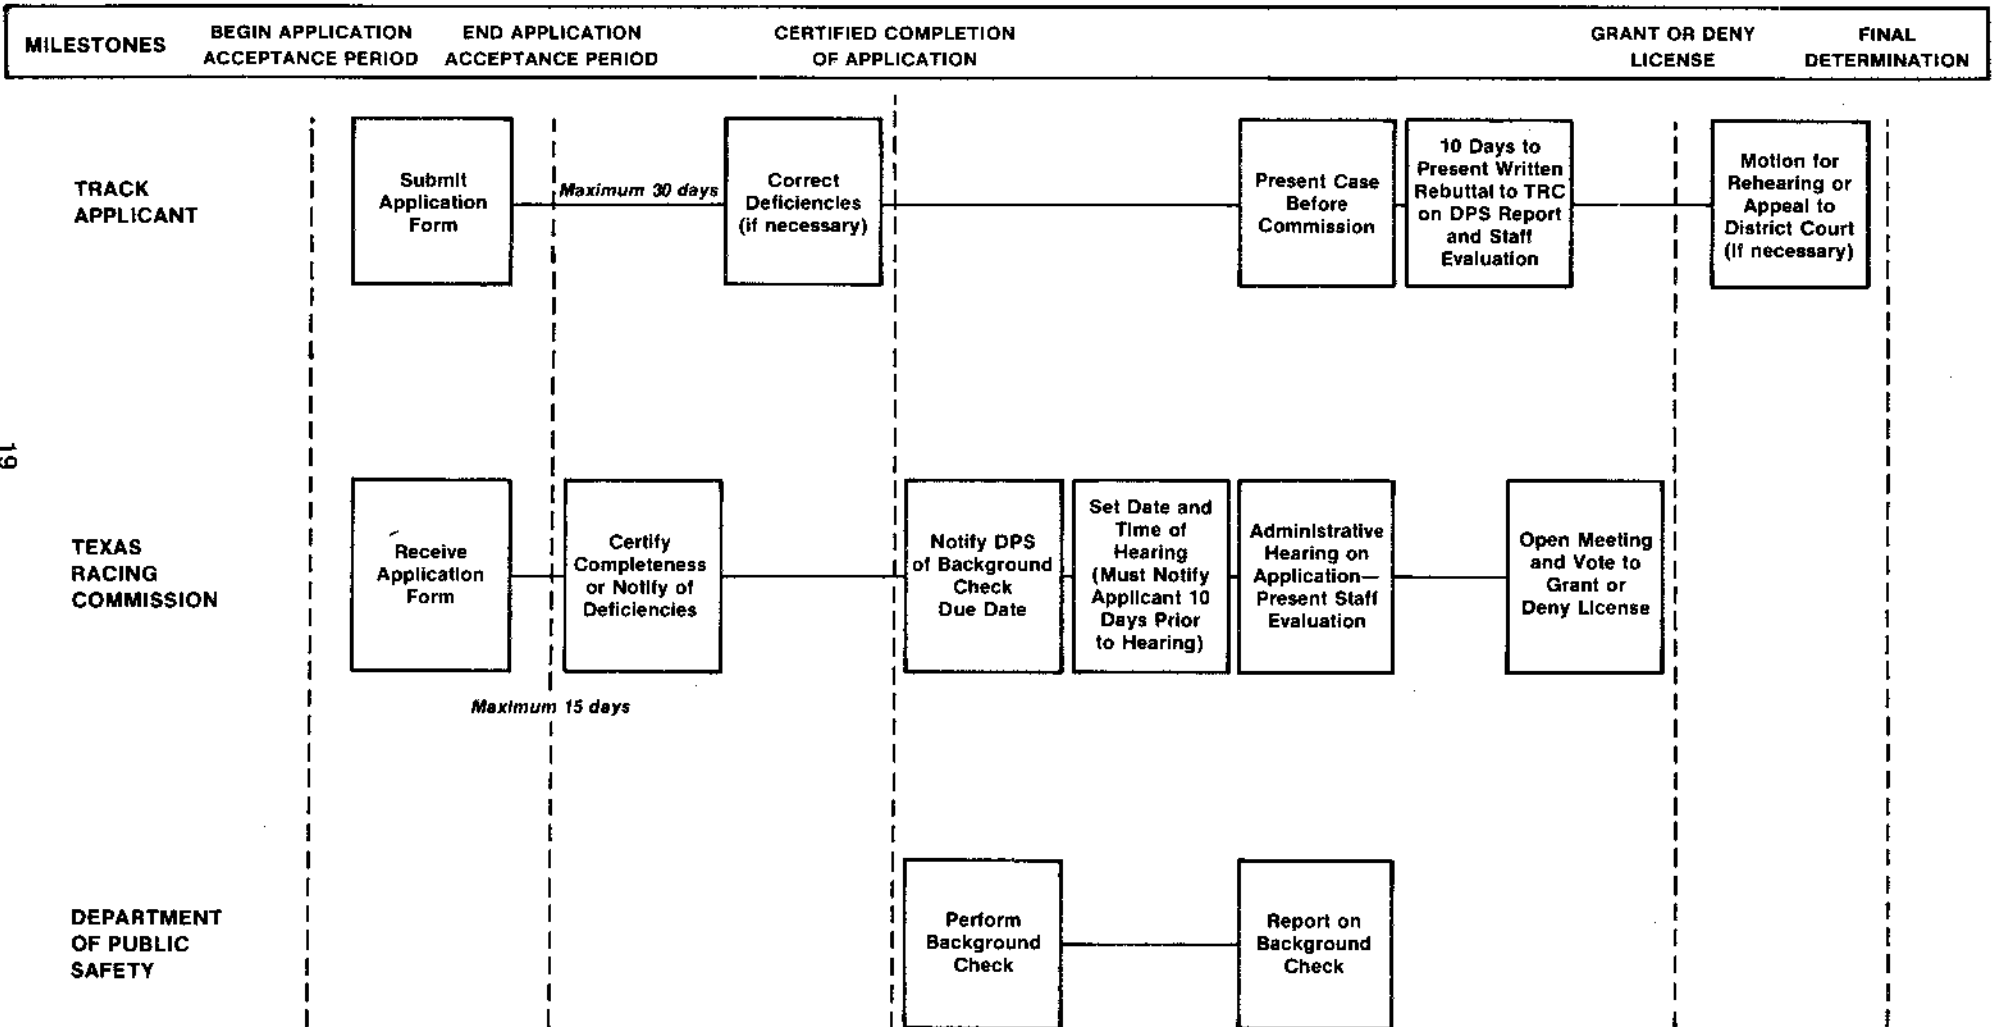 MILESTONES
BEGIN APPLICATION
ACCEPTANCE PERIOD
END APPLICATION
ACCEPTANCE PERIOD
CERTIFIED COMPLETION
OF APPLICATION
GRANT OR DENY
LICENSE
FINAL
DETERMINATION
TRACK
APPLICANT
Submit
Application
Form
Maximum 30 days
Correct
Deficiencies
(if necessary)
Present Case
Before
Commission
10 Days to
Present Written
Rebuttal to TRC
on DPS Report
and Staff
Evaluation
Motion for
Rehearing or
Appeal to
District Court
(if necessary)
19
TEXAS
RACING
COMMISSION
Receive
Application
Form
Certify
Completeness
or Notify of
Deficiencies
Maximum 15 days
Notify DPS
of Background
Check
Due Date
Set Date and
Time of
Hearing
(Must Notify
Applicant 10
Days Prior
to Hearing)
Administrative
Hearing on
Application—
Present Staff
Evaluation
Open Meeting
and Vote to
Grant or
Deny License
DEPARTMENT
OF PUBLIC
SAFETY
Perform
Background
Check
Report on
Background
Check